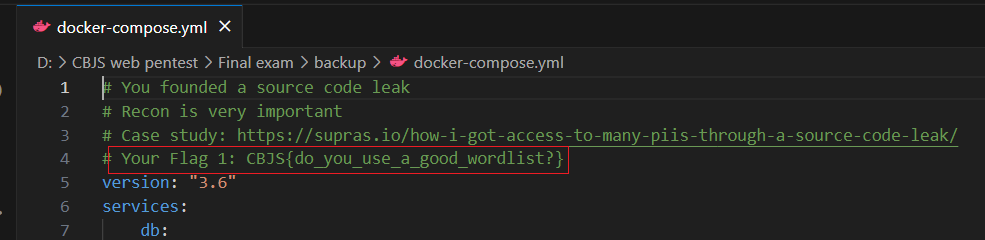 docker-compose.yml ×
D: > CBJS web pentest > Final exam > backup > docker-compose.yml
1 # You founded a source code leak
2 # Recon is very important
3 # Case study: https://supras.io/how-i-got-access-to-many-piis-through-a-source-code-leak/
4 # Your Flag 1: CBJS{do_you_use_a_good_wordlist?}
5 version: "3.6"
6 services:
7 db: